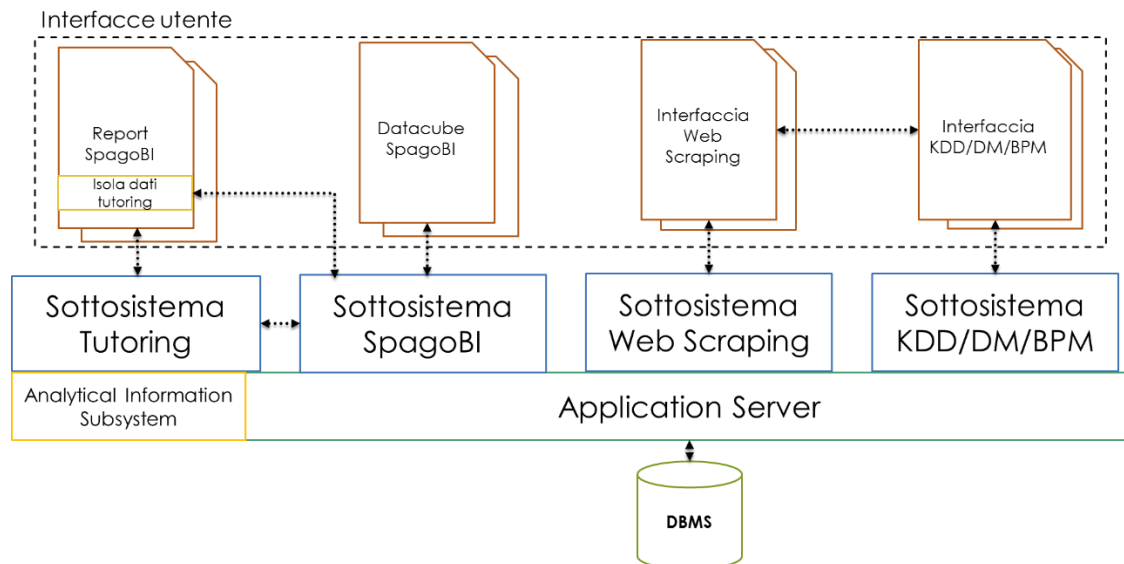 Interfacce utente
Report
SpagoBI
Isola dati
tutoring
Datacube
SpagoBI
Interfaccia
Web
Scraping
Interfaccia
KDD/DM/BPM
Sottosistema
Tutoring
Sottosistema
SpagoBI
Sottosistema
Web Scraping
Sottosistema
KDD/DM/BPM
Analytical Information
Subsystem
Application Server
DBMS